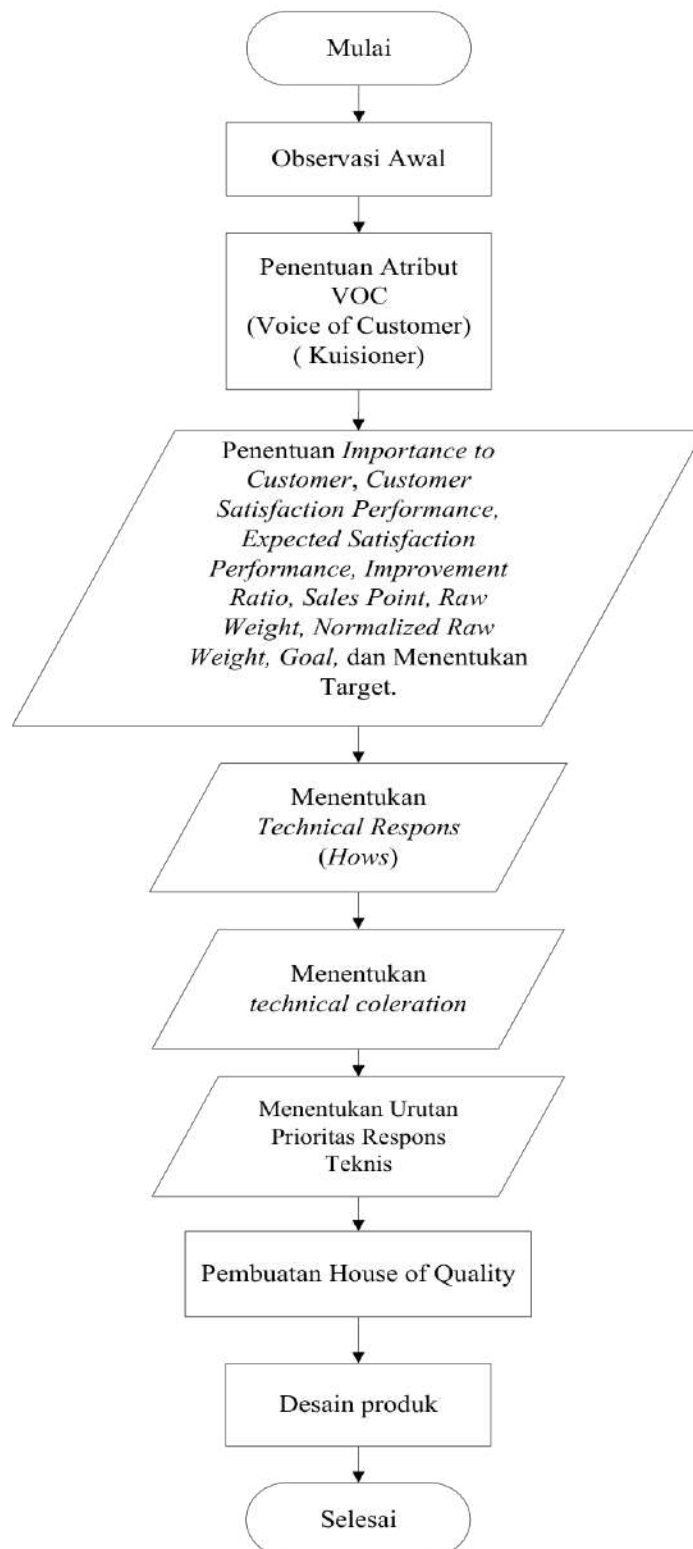 Mulai
Observasi Awal
Penentuan Atribut
VOC
(Voice of Customer)
( Kuisioner)
Penentuan Importance to
Customer, Customer
Satisfaction Performance,
Expected Satisfaction
Performance, Improvement
Ratio, Sales Point, Raw
Weight, Normalized Raw
Weight, Goal, dan Menentukan
Target.
Menentukan
Technical Respons
(Hows)
Menentukan
technical coleration
Menentukan Urutan
Prioritas Respons
Teknis
Pembuatan House of Quality
Desain produk
Selesai